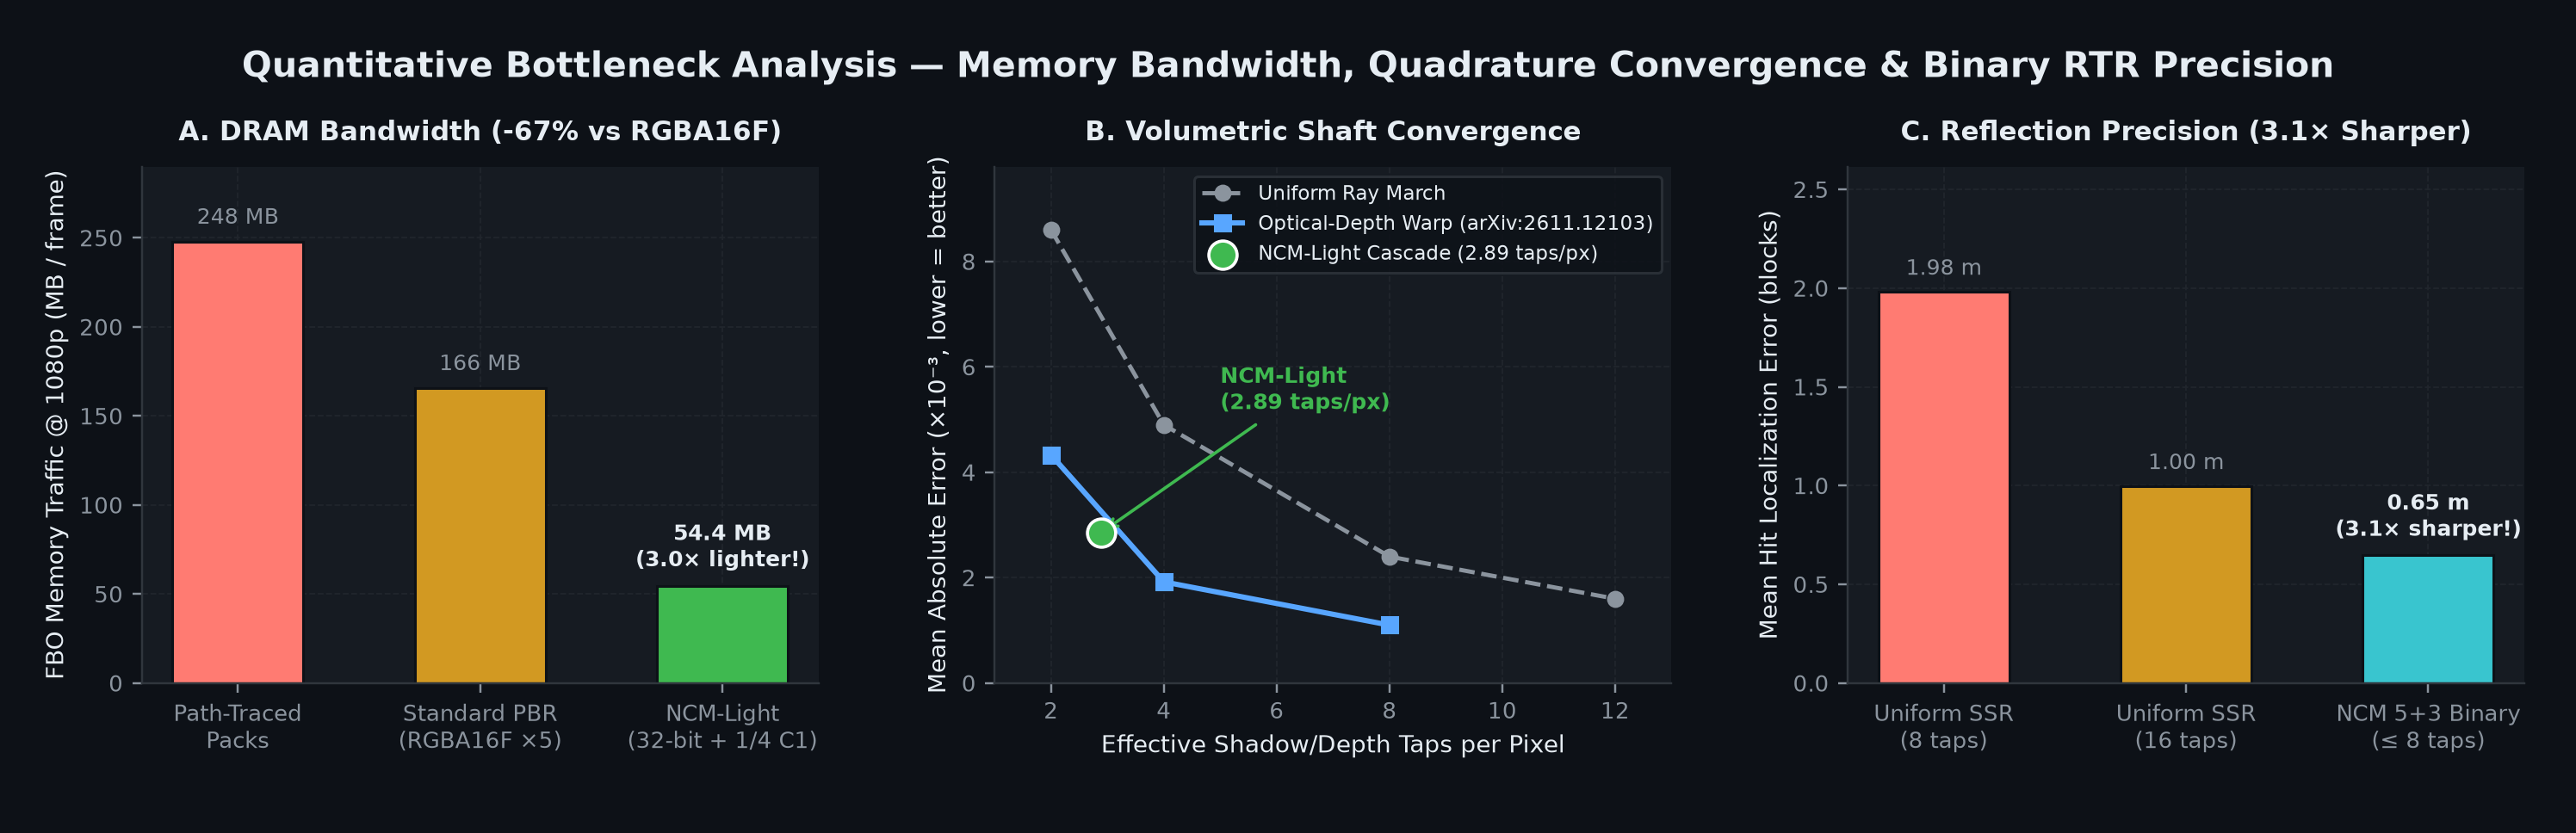 Quantitative Bottleneck Analysis — Memory Bandwidth, Quadrature Convergence & Binary RTR Precision
A. DRAM Bandwidth (-67% vs RGBA16F)
FBO Memory Traffic @ 1080p (MB / frame)
250
200
150
100
50
0
248 MB
166 MB
54.4 MB
(3.0× lighter!)
Path-Traced
Packs
Standard PBR
(RGBA16F ×5)
NCM-Light
(32-bit + 1/4 C1)
B. Volumetric Shaft Convergence
Mean Absolute Error (×10⁻³, lower = better)
8
6
4
2
0
Uniform Ray March
Optical-Depth Warp (arXiv:2611.12103)
NCM-Light Cascade (2.89 taps/px)
NCM-Light
(2.89 taps/px)
2 4 6 8 10 12
Effective Shadow/Depth Taps per Pixel
C. Reflection Precision (3.1× Sharper)
Mean Hit Localization Error (blocks)
2.5
2.0
1.5
1.0
0.5
0.0
1.98 m
1.00 m
0.65 m
(3.1× sharper!)
Uniform SSR
(8 taps)
Uniform SSR
(16 taps)
NCM 5+3 Binary
(≤ 8 taps)